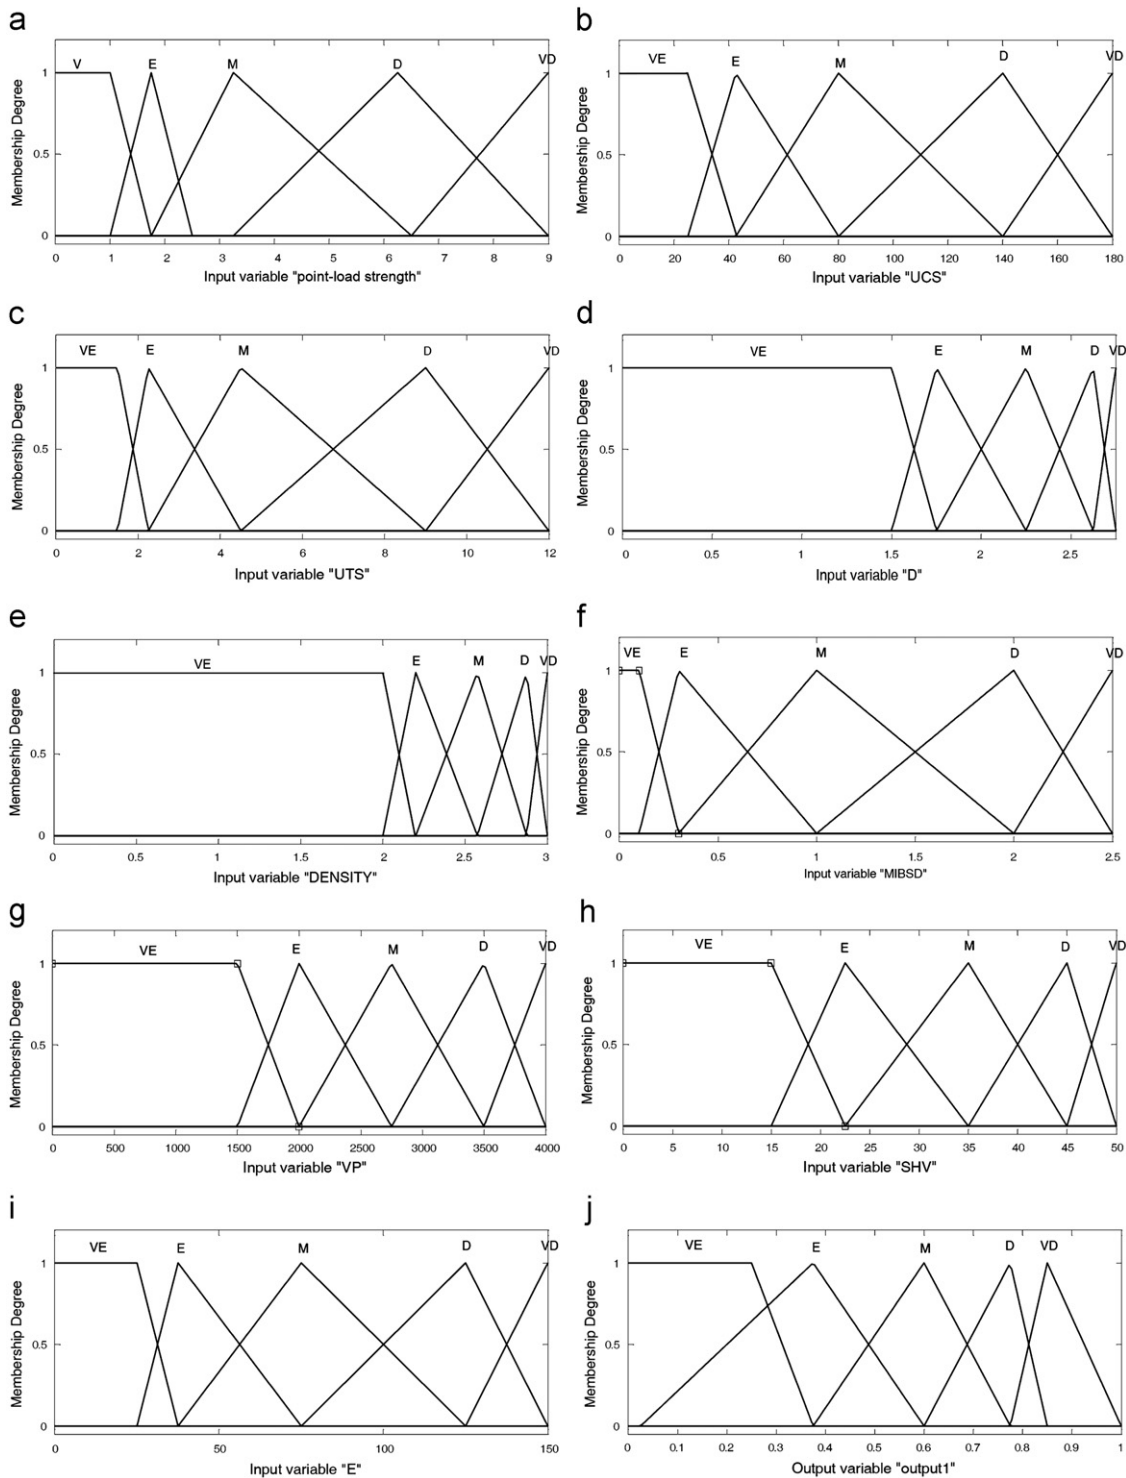 a
V E M D VD
1
0.5
0
Membership Degree
0 1 2 3 4 5 6 7 8 9
Input variable "point-load strength"
b
VE E M D VD
1
0.5
0
Membership Degree
0 20 40 60 80 100 120 140 160 180
Input variable "UCS"
c
VE E M D VD
1
0.5
0
Membership Degree
0 2 4 6 8 10 12
Input variable "UTS"
d
VE E M D VD
1
0.5
0
Membership Degree
0 0.5 1 1.5 2 2.5
Input variable "D"
e
VE E M D VD
1
0.5
0
Membership Degree
0 0.5 1 1.5 2 2.5 3
Input variable "DENSITY"
f
VE E M D VD
1
0.5
0
Membership Degree
0 0.5 1 1.5 2 2.5
Input variable "MIBSD"
g
VE E M D VD
1
0.5
0
Membership Degree
0 500 1000 1500 2000 2500 3000 3500 4000
Input variable "VP"
h
VE E M D VD
1
0.5
0
Membership Degree
0 5 10 15 20 25 30 35 40 45 50
Input variable "SHV"
i
VE E M D VD
1
0.5
0
Membership Degree
0 50 100 150
Input variable "E"
j
VE E M D VD
1
0.5
0
Membership Degree
0 0.1 0.2 0.3 0.4 0.5 0.6 0.7 0.8 0.9 1
Output variable "output1"